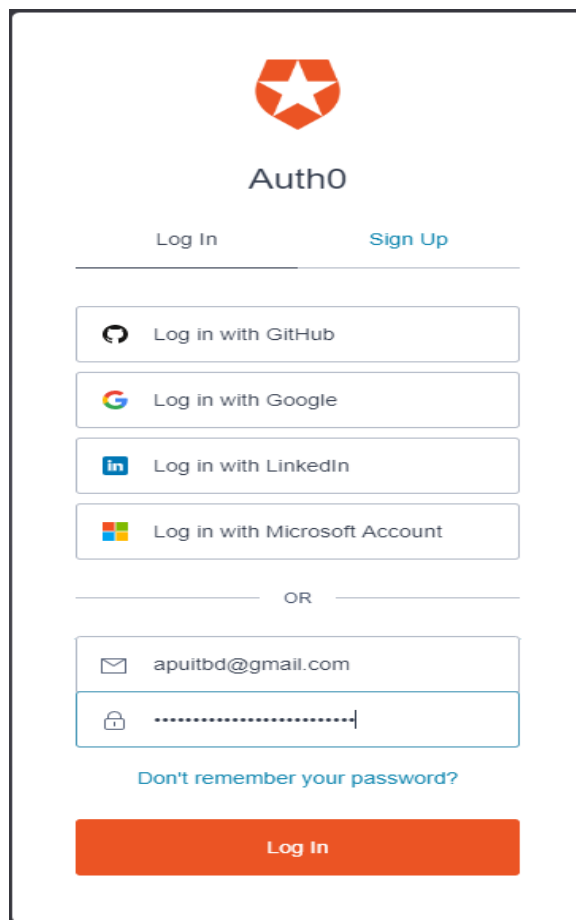 Auth0
Log In Sign Up
Log in with GitHub
in Log in with LinkedIn
Log in with Google
Log in with Microsoft Account
OR
apuitbd@gmail.com
••••••••••••••••••••••••••
Don't remember your password?
Log In